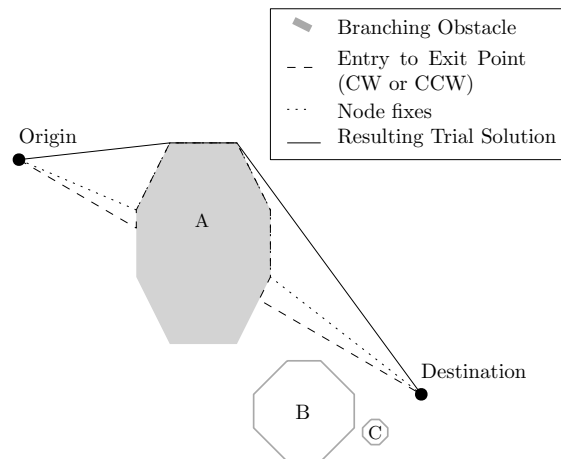 Branching Obstacle
Entry to Exit Point
(CW or CCW)
Node fixes
Resulting Trial Solution
Origin
A
Destination
B
C